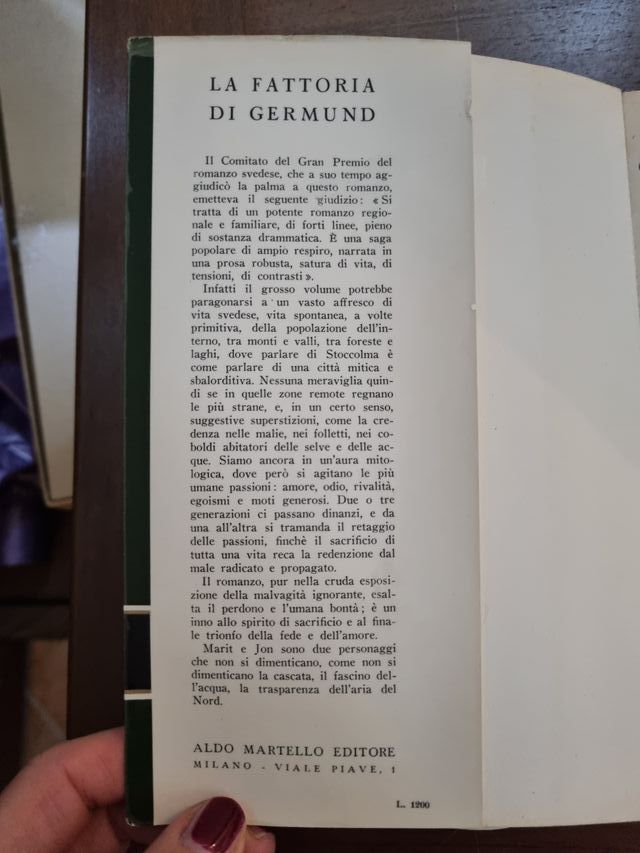 LA FATTORIA
DI GERMUND
Il Comitato del Gran Premio del
romanzo svedese, che a suo tempo ag-
giudicò la palma a questo romanzo,
emetteva il seguente giudizio: « Si
tratta di un potente romanzo regio-
nale e familiare, di forti linee, pieno
di sostanza drammatica. È una saga
popolare di ampio respiro, narrata in
una prosa robusta, satura di vita, di
tensioni, di contrasti ».
Infatti il grosso volume potrebbe
paragonarsi a un vasto affresco di
vita svedese, vita spontanea, a volte
primitiva, della popolazione dell'in-
terno, tra monti e valli, tra foreste e
laghi, dove parlare di Stoccolma è
come parlare di una città mitica e
sbalorditiva. Nessuna meraviglia quin-
di se in quelle zone remote regnano
le più strane, e, in un certo senso,
suggestive superstizioni, come la cre-
denza nelle malie, nei folletti, nei co-
boldi abitatori delle selve e delle ac-
que. Siamo ancora in un'aura mito-
logica, dove però si agitano le più
umane passioni: amore, odio, rivalità,
egoismi e moti generosi. Due o tre
generazioni ci passano dinanzi, e da
una all'altra si tramanda il retaggio
delle passioni, finchè il sacrificio di
tutta una vita reca la redenzione dal
male radicato e propagato.
Il romanzo, pur nella cruda esposi-
zione della malvagità ignorante, esal-
ta il perdono e l'umana bontà; è un
inno allo spirito di sacrificio e al fina-
le trionfo della fede e dell'amore.
Marit e Jon sono due personaggi
che non si dimenticano, come non si
dimenticano la cascata, il fascino del-
l'acqua, la trasparenza dell'aria del
Nord.
ALDO MARTELLO EDITORE
MILANO - VIALE PIAVE, 1
L. 1200